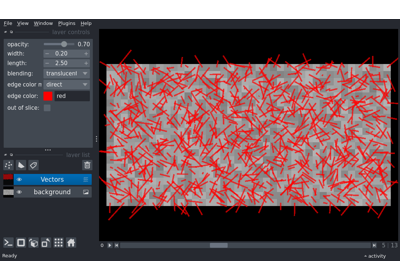 File View Window Plugins Help
layer controls
opacity: 0.70
width: 0.20
length: 2.50
blending: translucent
edge color m direct
edge color: red
out of slice:
layer list
Vectors
background
0 5 13
Ready activity